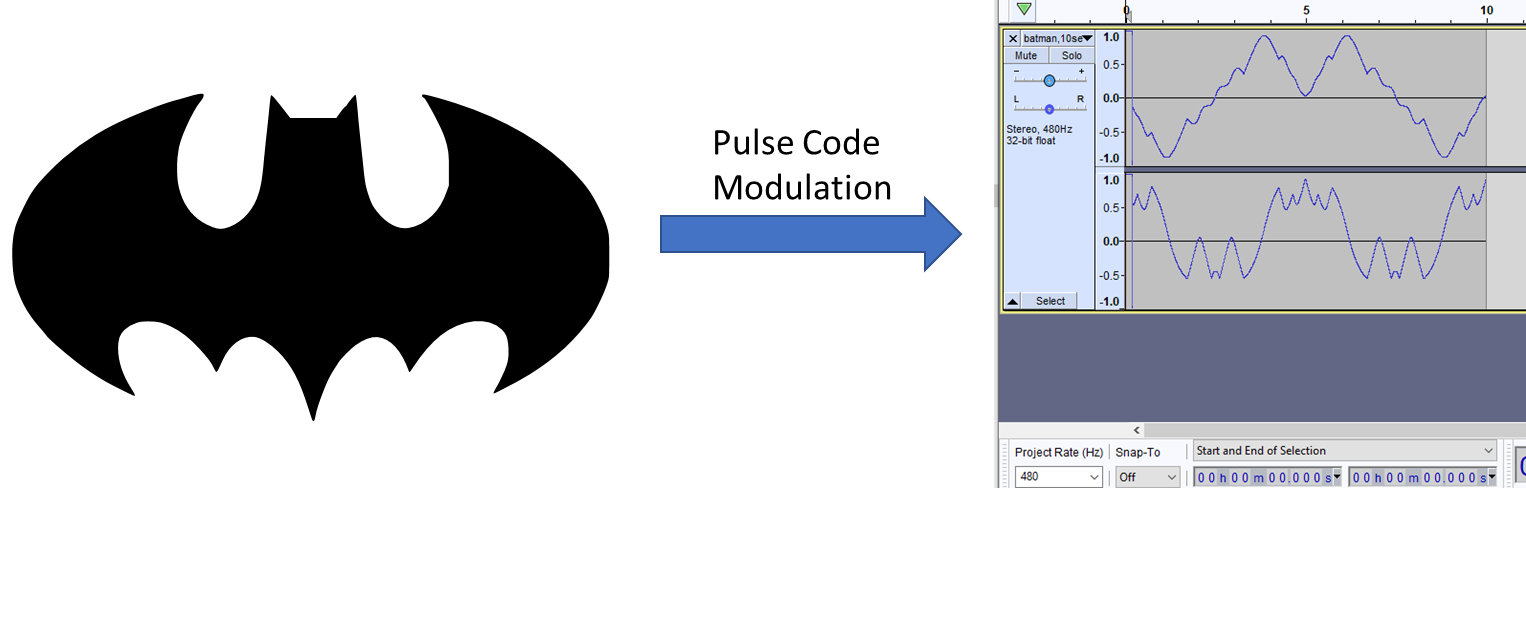 Pulse Code
Modulation
0 5 10
batman,10se
Mute Solo
- +
L R
Stereo, 480Hz
32-bit float
Select
1.0
0.5-
0.0-
-0.5-
-1.0
1.0
0.5-
0.0-
-0.5-
-1.0
Project Rate (Hz) Snap-To Start and End of Selection
480 Off 00h00m00.000s 00h00m00.000s 0